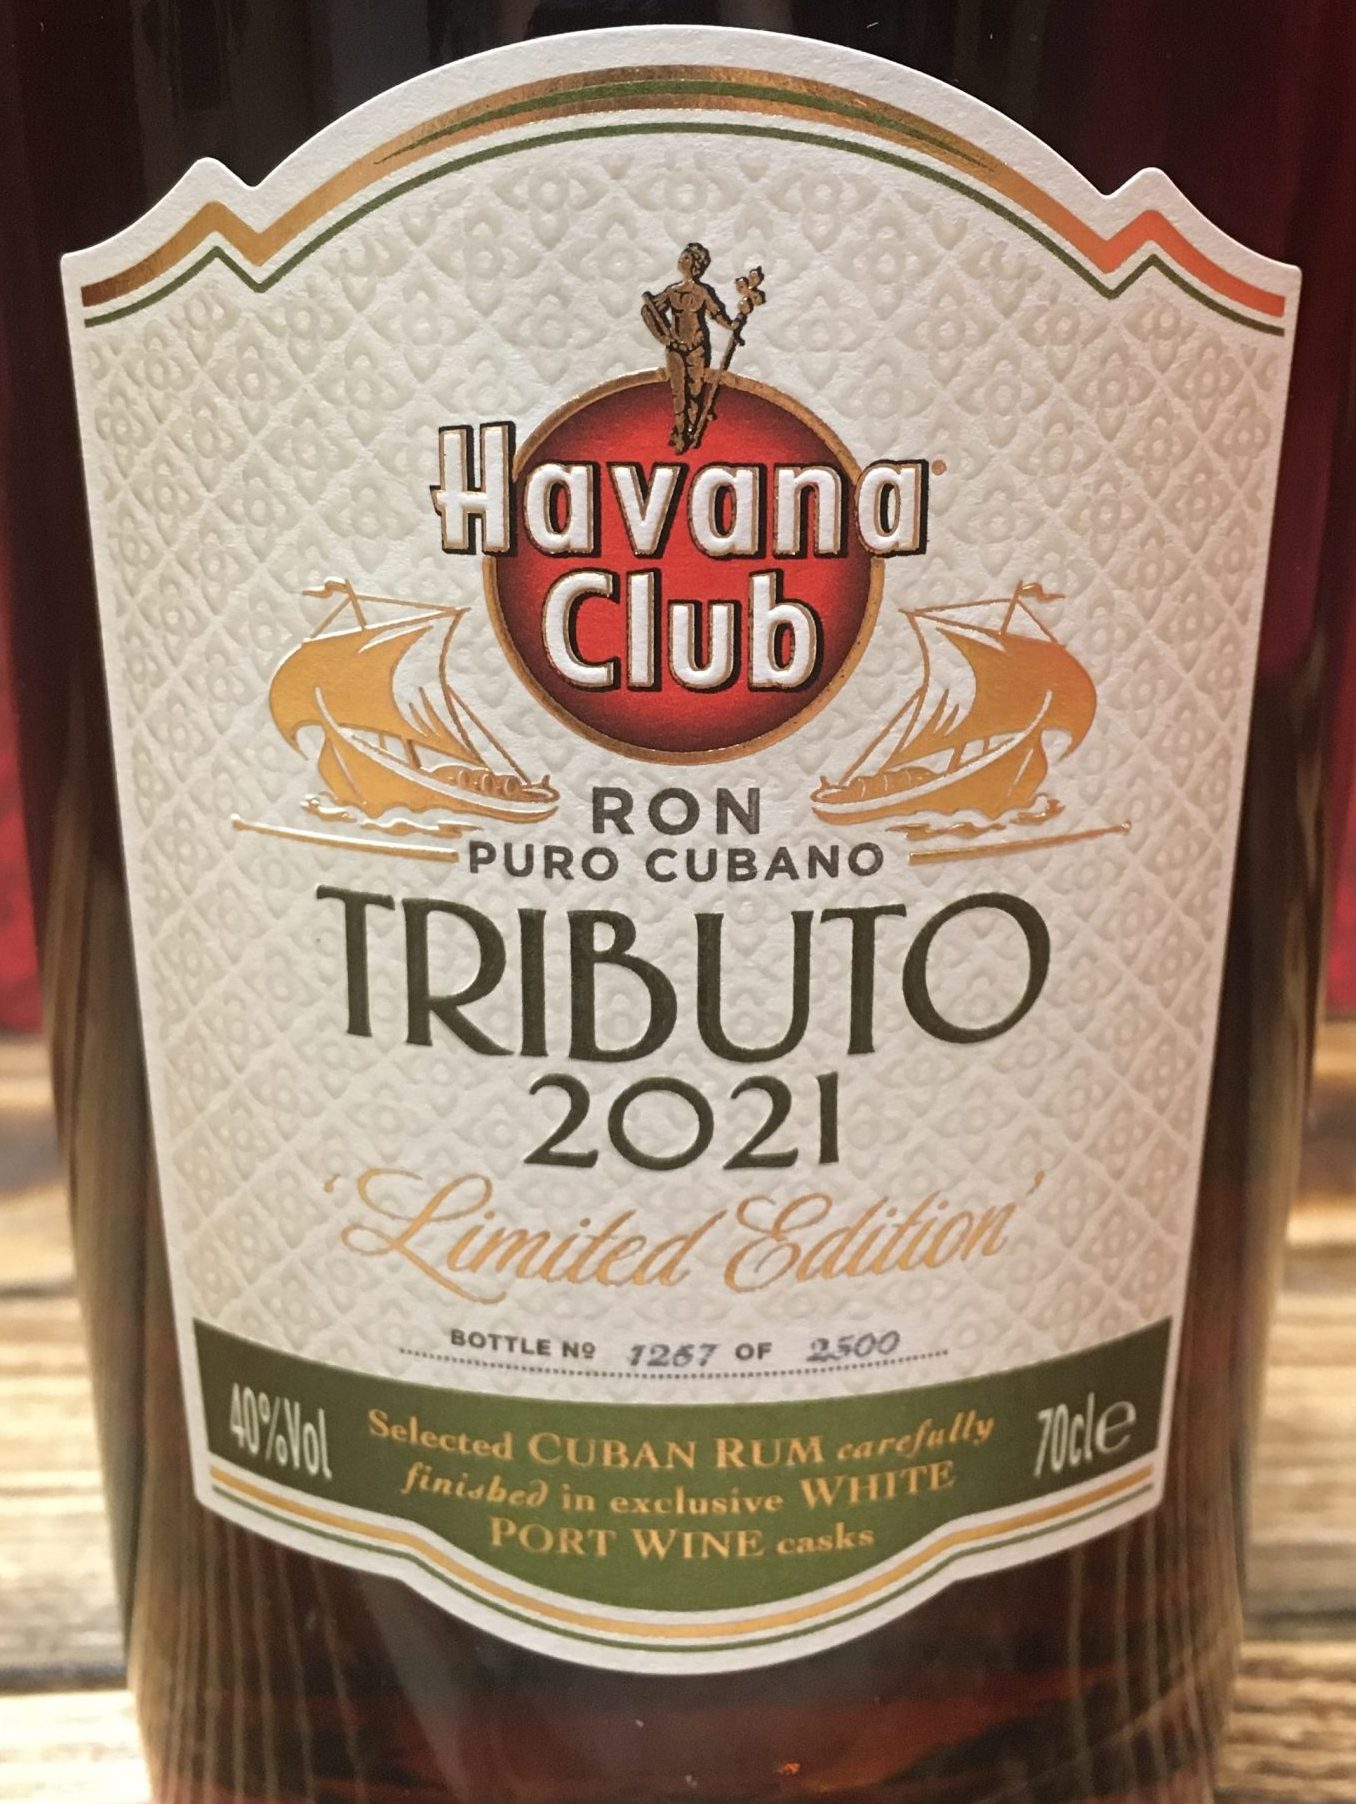 Havana
Club
RON
PURO CUBANO
TRIBUTO
2021
'Limited Edition'
BOTTLE Nº 1267 OF 2500
40%Vol
Selected CUBAN RUM carefully
finished in exclusive WHITE
PORT WINE casks
70cle